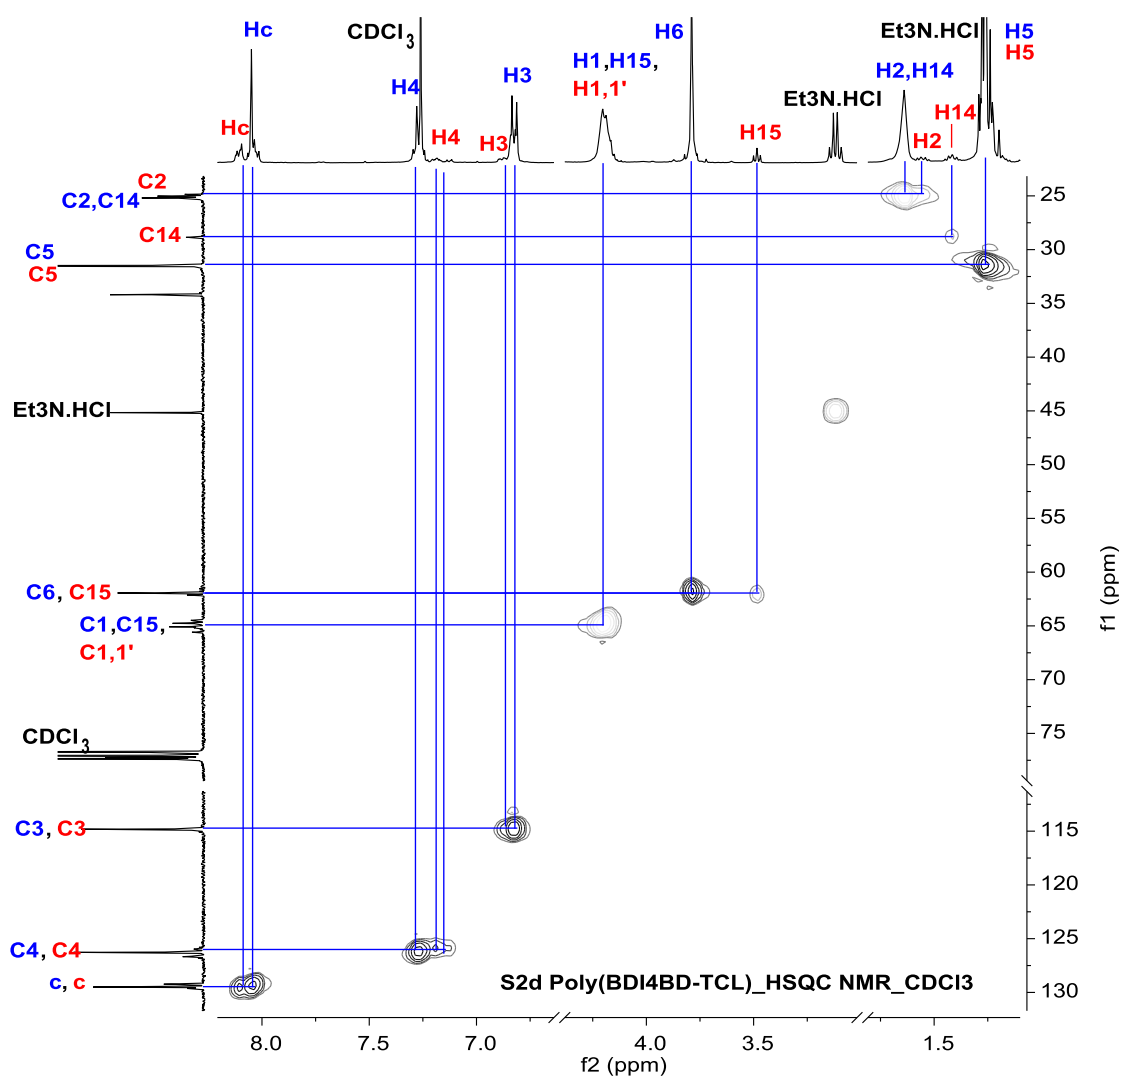 Hc
CDCl3
H6
Et3N.HCl
H5
H5
H1,H15,
H1,1'
H3
H4
H2,H14
Et3N.HCl
Hc
H4
H3
H15
H14
H2
C2
C2,C14
C14
C5
C5
Et3N.HCl
C6, C15
C1,C15,
C1,1'
CDCl3
C3, C3
C4, C4
c, c
25
30
35
40
45
50
55
60
65
70
75
115
120
125
130
f1 (ppm)
S2d Poly(BDI4BD-TCL)_HSQC NMR_CDCl3
8.0 7.5 7.0 4.0 3.5 1.5
f2 (ppm)